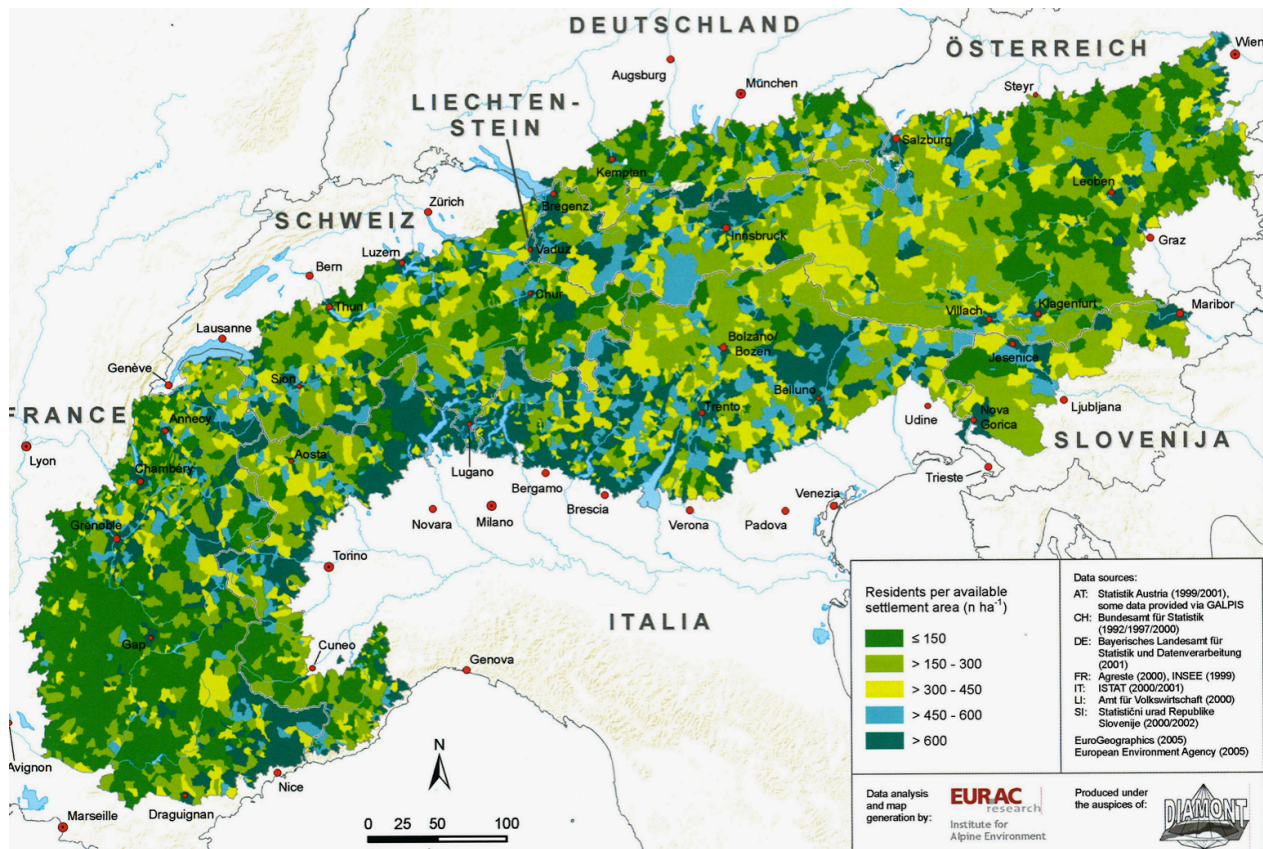 DEUTSCHLAND
ÖSTERREICH
Wien
Augsburg
München
Steyr
LIECHTEN-
STEIN
Salzburg
Kempten
Leoben
Zürich
Bregenz
SCHWEIZ
Innsbruck
Graz
Luzern
Vaduz
Bern
Chur
Thun
Villach
Klagenfurt
Maribor
Lausanne
Bolzano/
Bozen
Jesenice
Genève
Sion
Belluno
Ljubljana
FRANCE
Annecy
Trento
Udine
Nova
Gorica
SLOVENIJA
Lyon
Aosta
Chambéry
Lugano
Bergamo
Trieste
Brescia
Venezia
Novara
Milano
Verona
Padova
Grenoble
Torino
ITALIA
Gap
Cuneo
Genova
Avignon
Nice
Marseille
Draguignan
N
0 25 50 100
Residents per available
settlement area (n ha-1)
≤ 150
> 150 - 300
> 300 - 450
> 450 - 600
> 600
Data sources:
AT: Statistik Austria (1999/2001),
some data provided via GALPIS
CH: Bundesamt für Statistik
(1992/1997/2000)
DE: Bayerisches Landesamt für
Statistik und Datenverarbeitung
(2001)
FR: Agreste (2000), INSEE (1999)
IT: ISTAT (2000/2001)
LI: Amt für Volkswirtschaft (2000)
SI: Statistični urad Republike
Slovenije (2000/2002)
EuroGeographics (2005)
European Environment Agency (2005)
Data analysis
and map
generation by:
EURAC
research
Institute for
Alpine Environment
Produced under
the auspices of:
DIAMONT